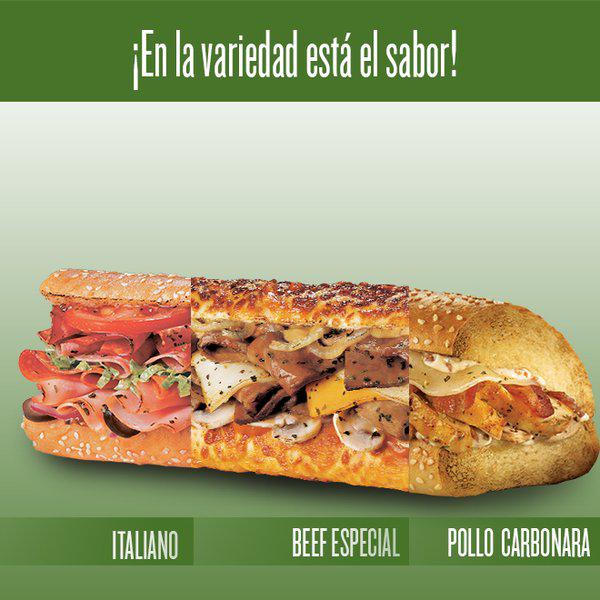 ¡En la variedad está el sabor!
ITALIANO
BEEF ESPECIAL
POLLO CARBONARA